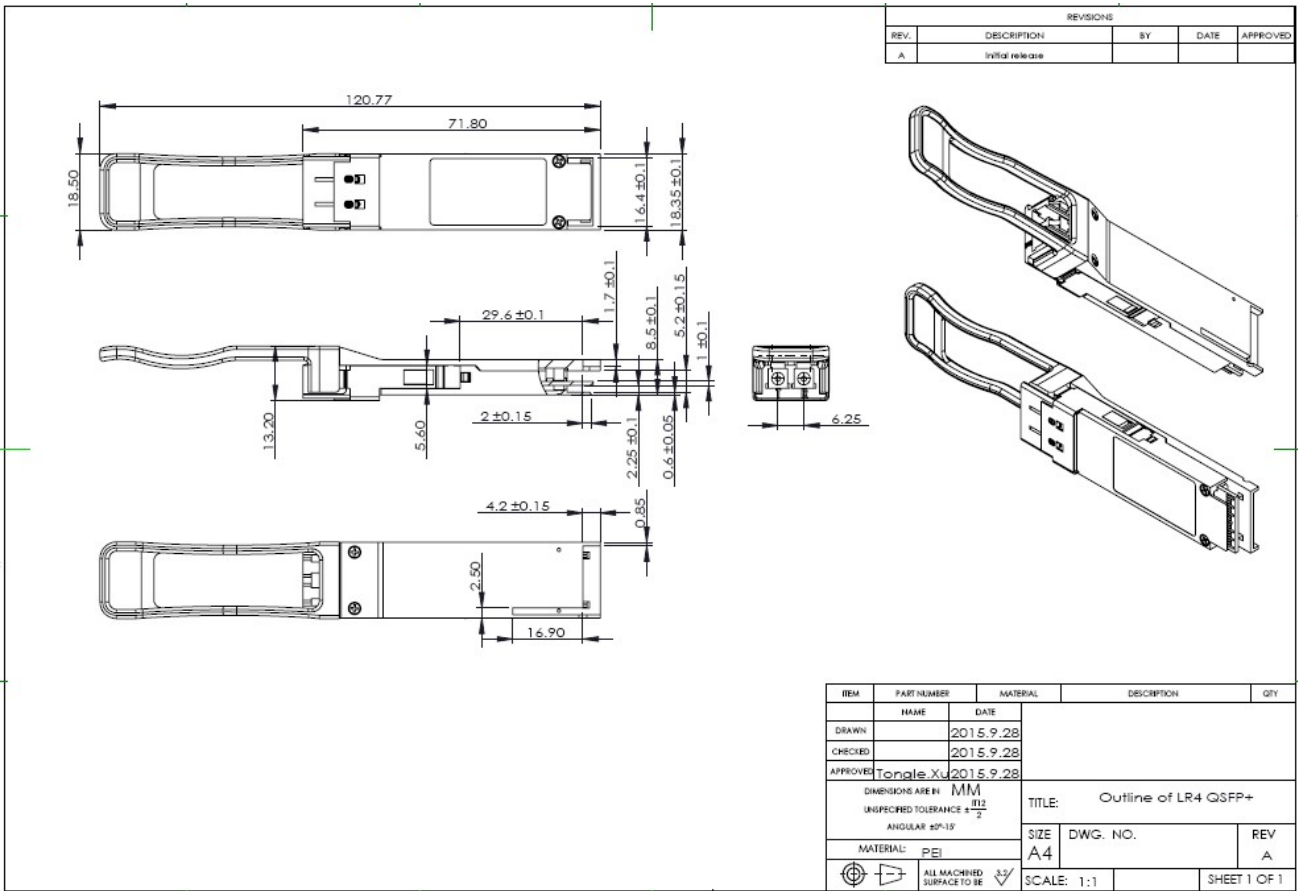 REVISIONS
REV. DESCRIPTION BY DATE APPROVED
A Initial release
120.77
71.80
18.50
16.4 ±0.1
18.35±0.1
29.6 ±0.1
1.7 ±0.1
8.5±0.1
5.2±0.15
1 ±0.1
13.20
5.60
2 ±0.15
2.25 ±0.1
0.6 ±0.05
6.25
4.2 ±0.15
0.85
2.50
16.90
ITEM PART NUMBER MATERIAL DESCRIPTION QTY
NAME DATE
DRAWN 2015.9.28
CHECKED 2015.9.28
APPROVED Tongle.Xu 2015.9.28
DIMENSIONS ARE IN MM
UNSPECIFIED TOLERANCE ±
2
ANGULAR ±0°-15'
MATERIAL: PEI
ALL MACHINED
SURFACE TO BE 3.2/
TITLE: Outline of LR4 QSFP+
SIZE DWG. NO. REV
A4 A
SCALE: 1:1 SHEET 1 OF 1